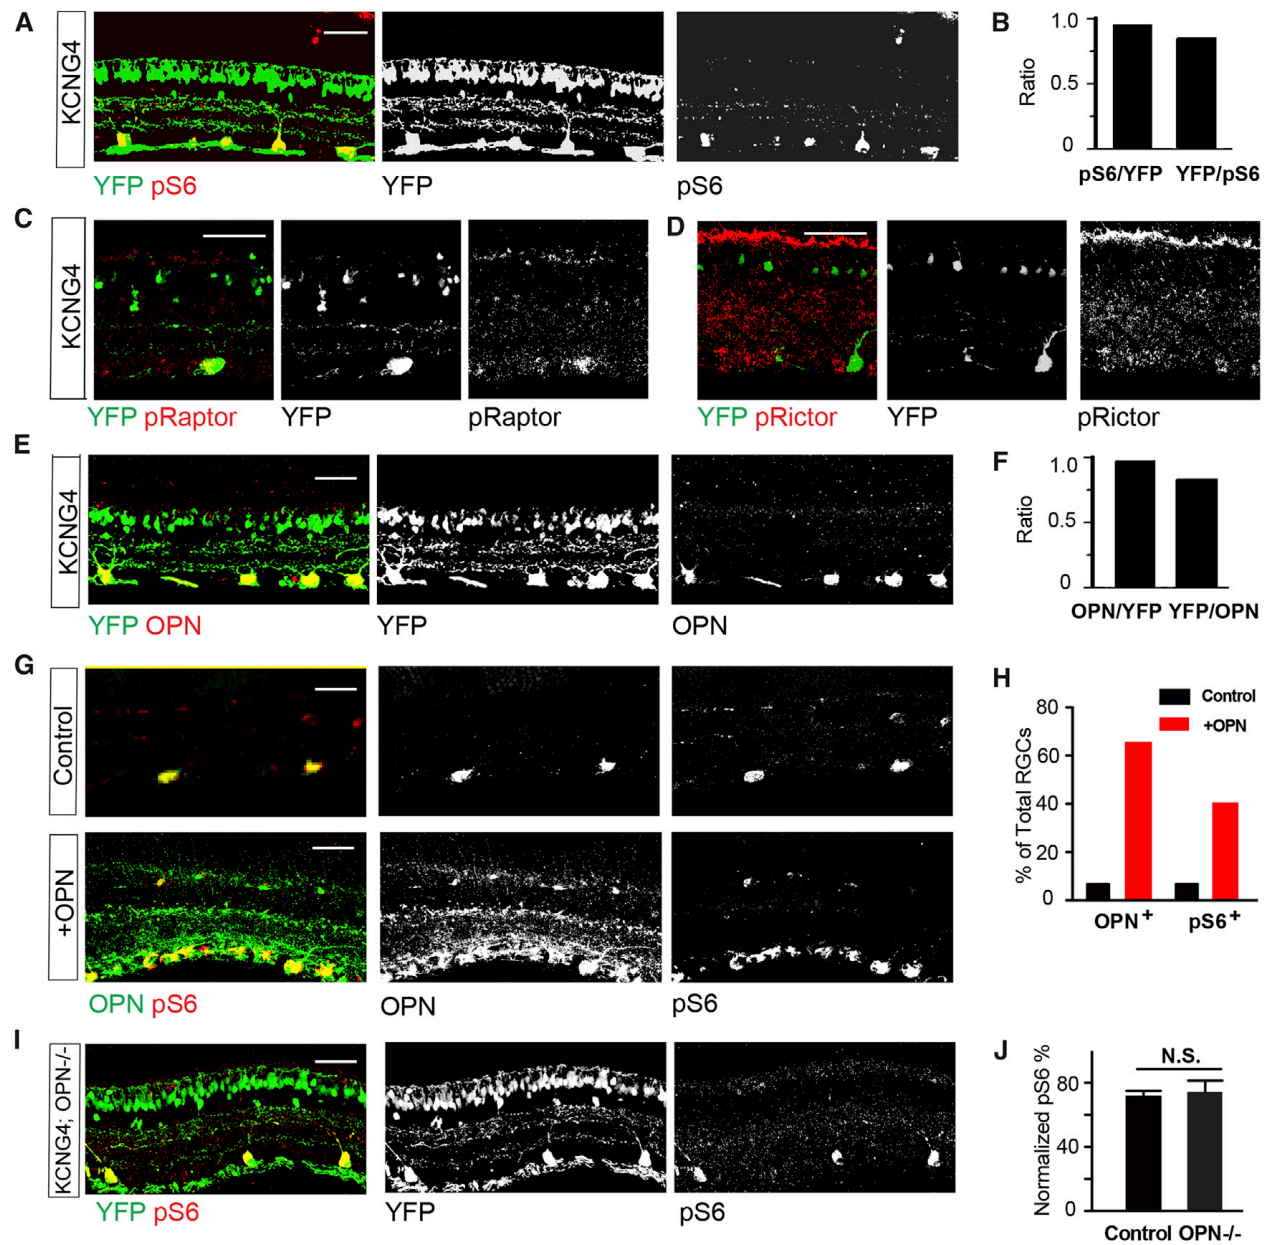 A
KCNG4
YFP pS6
YFP
pS6
B
Ratio
1.0
0.5
0
pS6/YFP YFP/pS6
C
KCNG4
YFP pRaptor
YFP
pRaptor
D
YFP pRictor
YFP
pRictor
E
KCNG4
YFP OPN
YFP
OPN
F
Ratio
1.0
0.5
0
OPN/YFP YFP/OPN
G
Control
+OPN
OPN pS6
OPN
pS6
H
Control
+OPN
% of Total RGCs
80
60
40
20
0
OPN+ pS6+
I
KCNG4; OPN-/-
YFP pS6
YFP
pS6
J
N.S.
Normalized pS6 %
80
40
0
Control OPN-/-